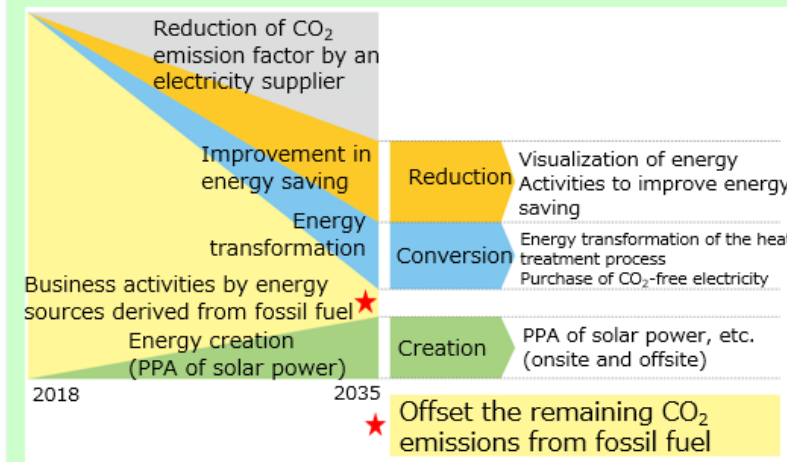 Reduction of CO₂
emission factor by an
electricity supplier
Improvement in
energy saving
Energy
transformation
Business activities by energy
sources derived from fossil fuel
Energy creation
(PPA of solar power)
2018
2035
Reduction
Visualization of energy
Activities to improve energy
saving
Conversion
Energy transformation of the heat
treatment process
Purchase of CO₂-free electricity
Creation
PPA of solar power, etc.
(onsite and offsite)
Offset the remaining CO₂
emissions from fossil fuel